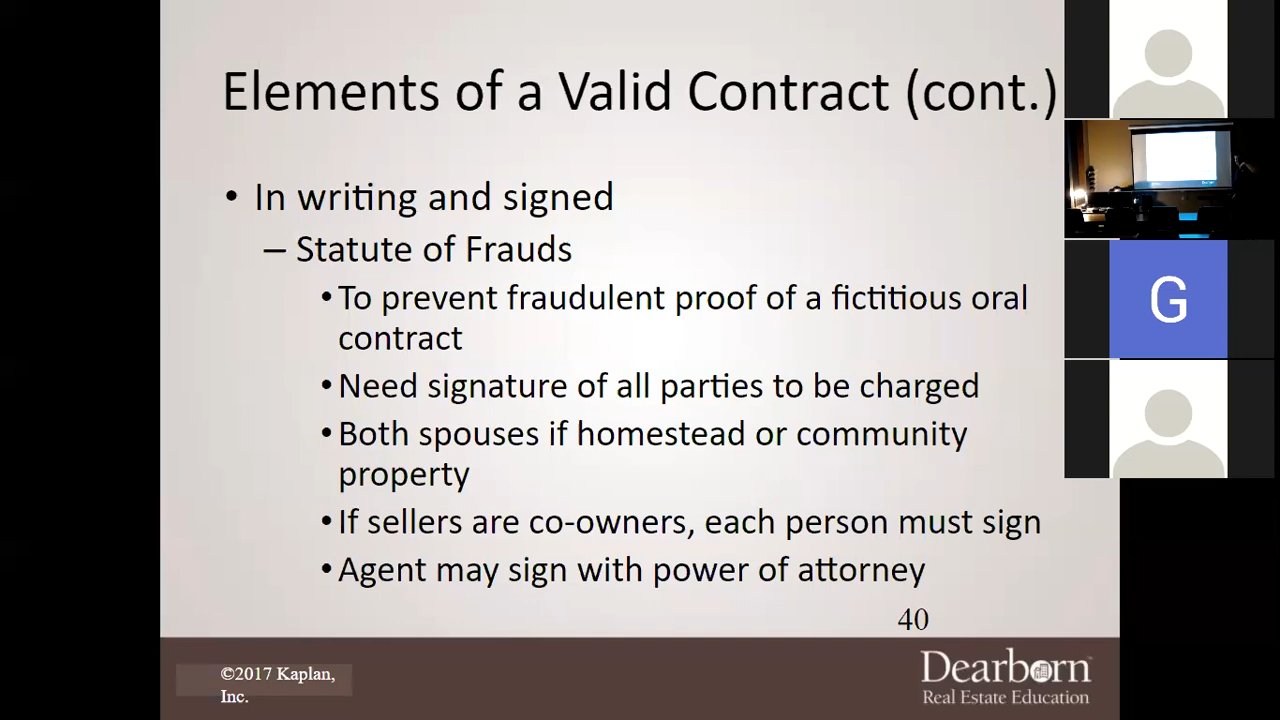 Elements of a Valid Contract (cont.)
• In writing and signed
– Statute of Frauds
• To prevent fraudulent proof of a fictitious oral
contract
• Need signature of all parties to be charged
• Both spouses if homestead or community
property
• If sellers are co-owners, each person must sign
• Agent may sign with power of attorney
40
©2017 Kaplan,
Inc.
Dearborn
Real Estate Education
G